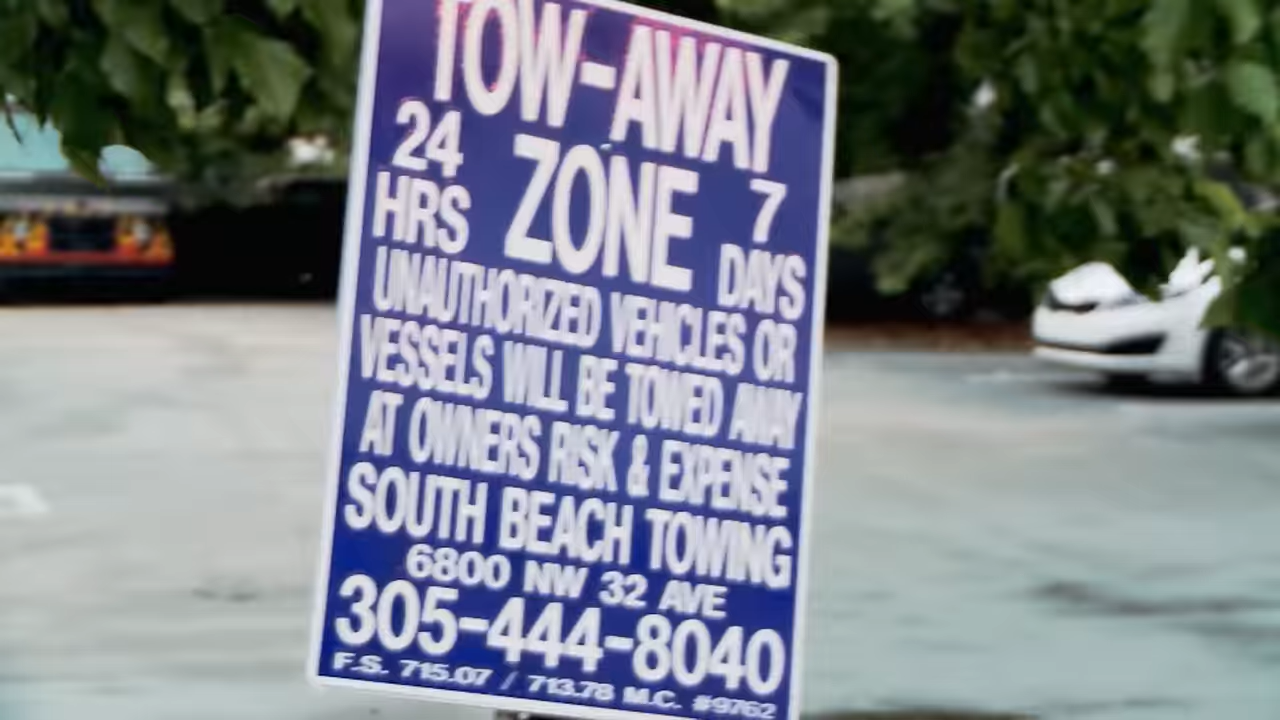 TOW-AWAY
24 HRS ZONE 7 DAYS
UNAUTHORIZED VEHICLES OR
VESSELS WILL BE TOWED AWAY
AT OWNERS RISK & EXPENSE
SOUTH BEACH TOWING
6800 NW 32 AVE
305-444-8040
F.S. 715.07 / 713.78 M.C. #9762